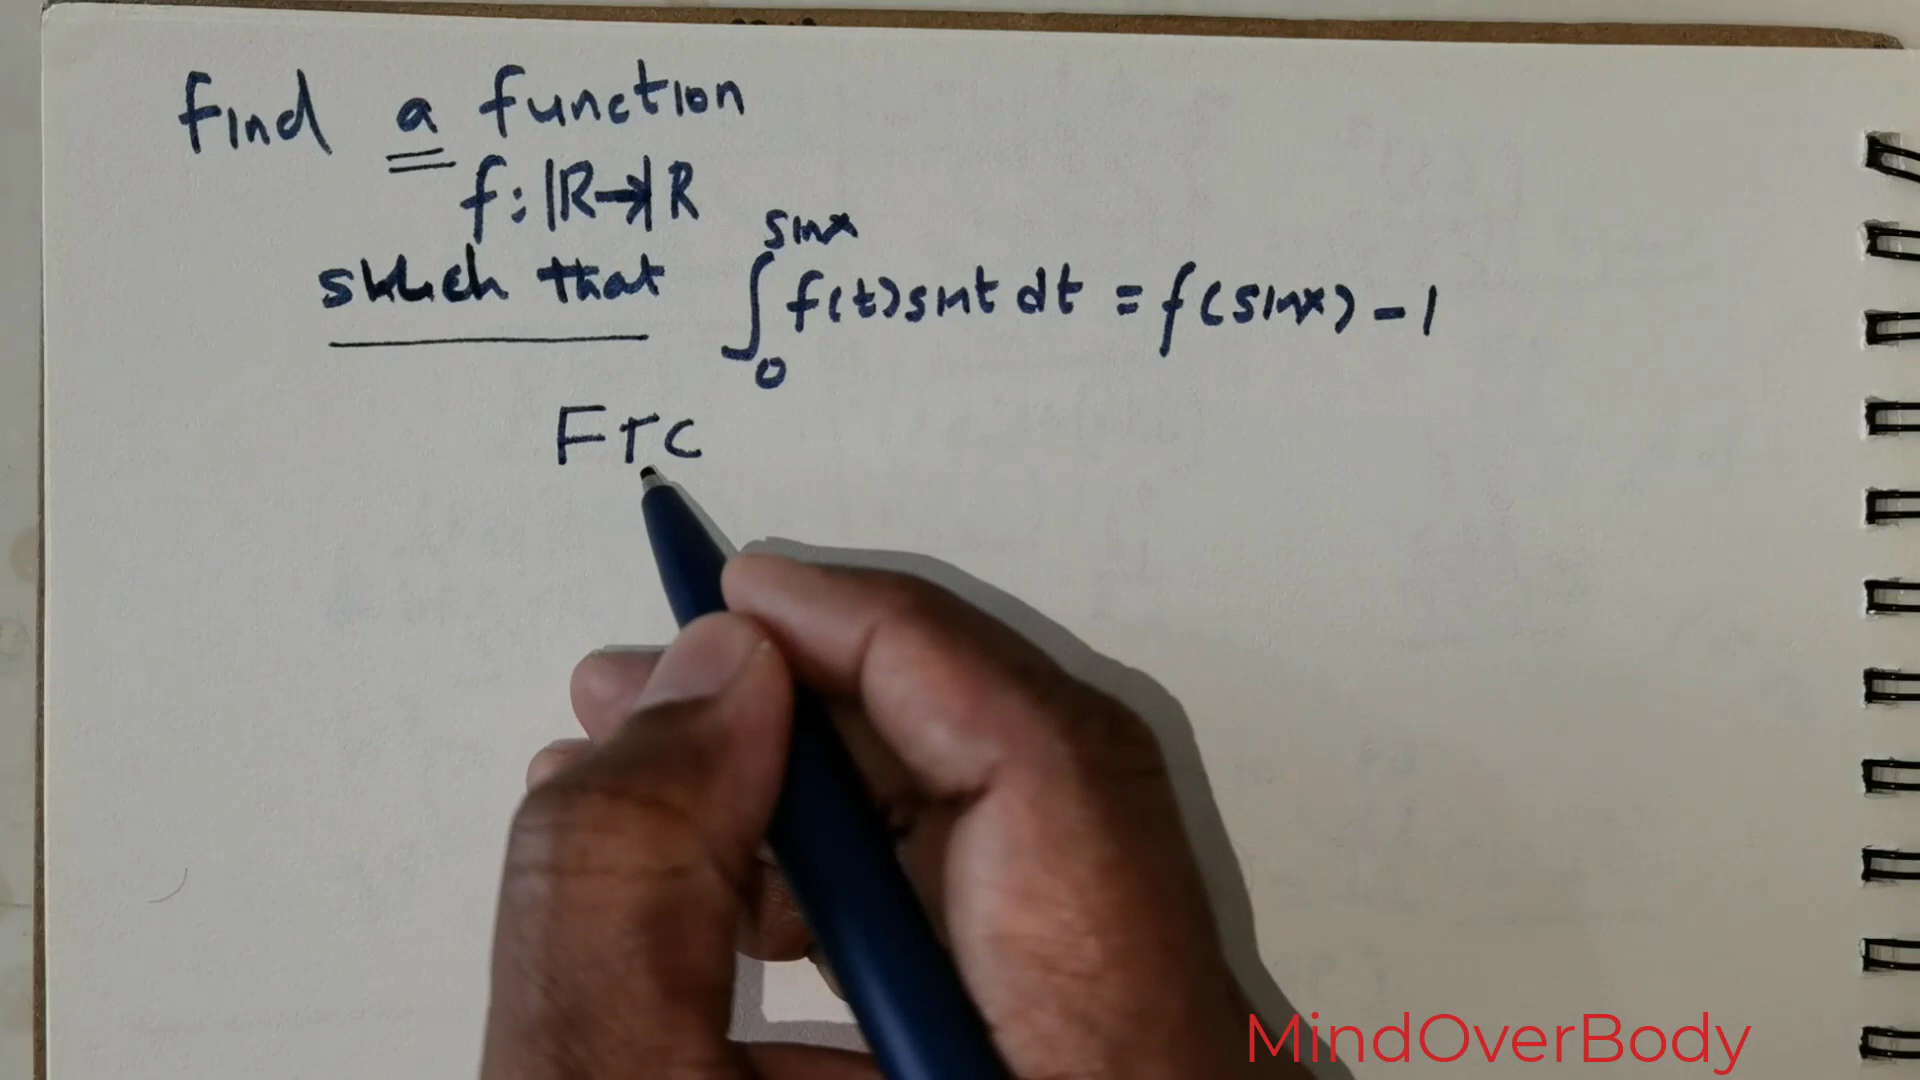 Find a function
f: ℝ→ℝ
such that ∫₀^{sinx} f(t) sint dt = f(sinx) - 1
FTC
MindOverBody